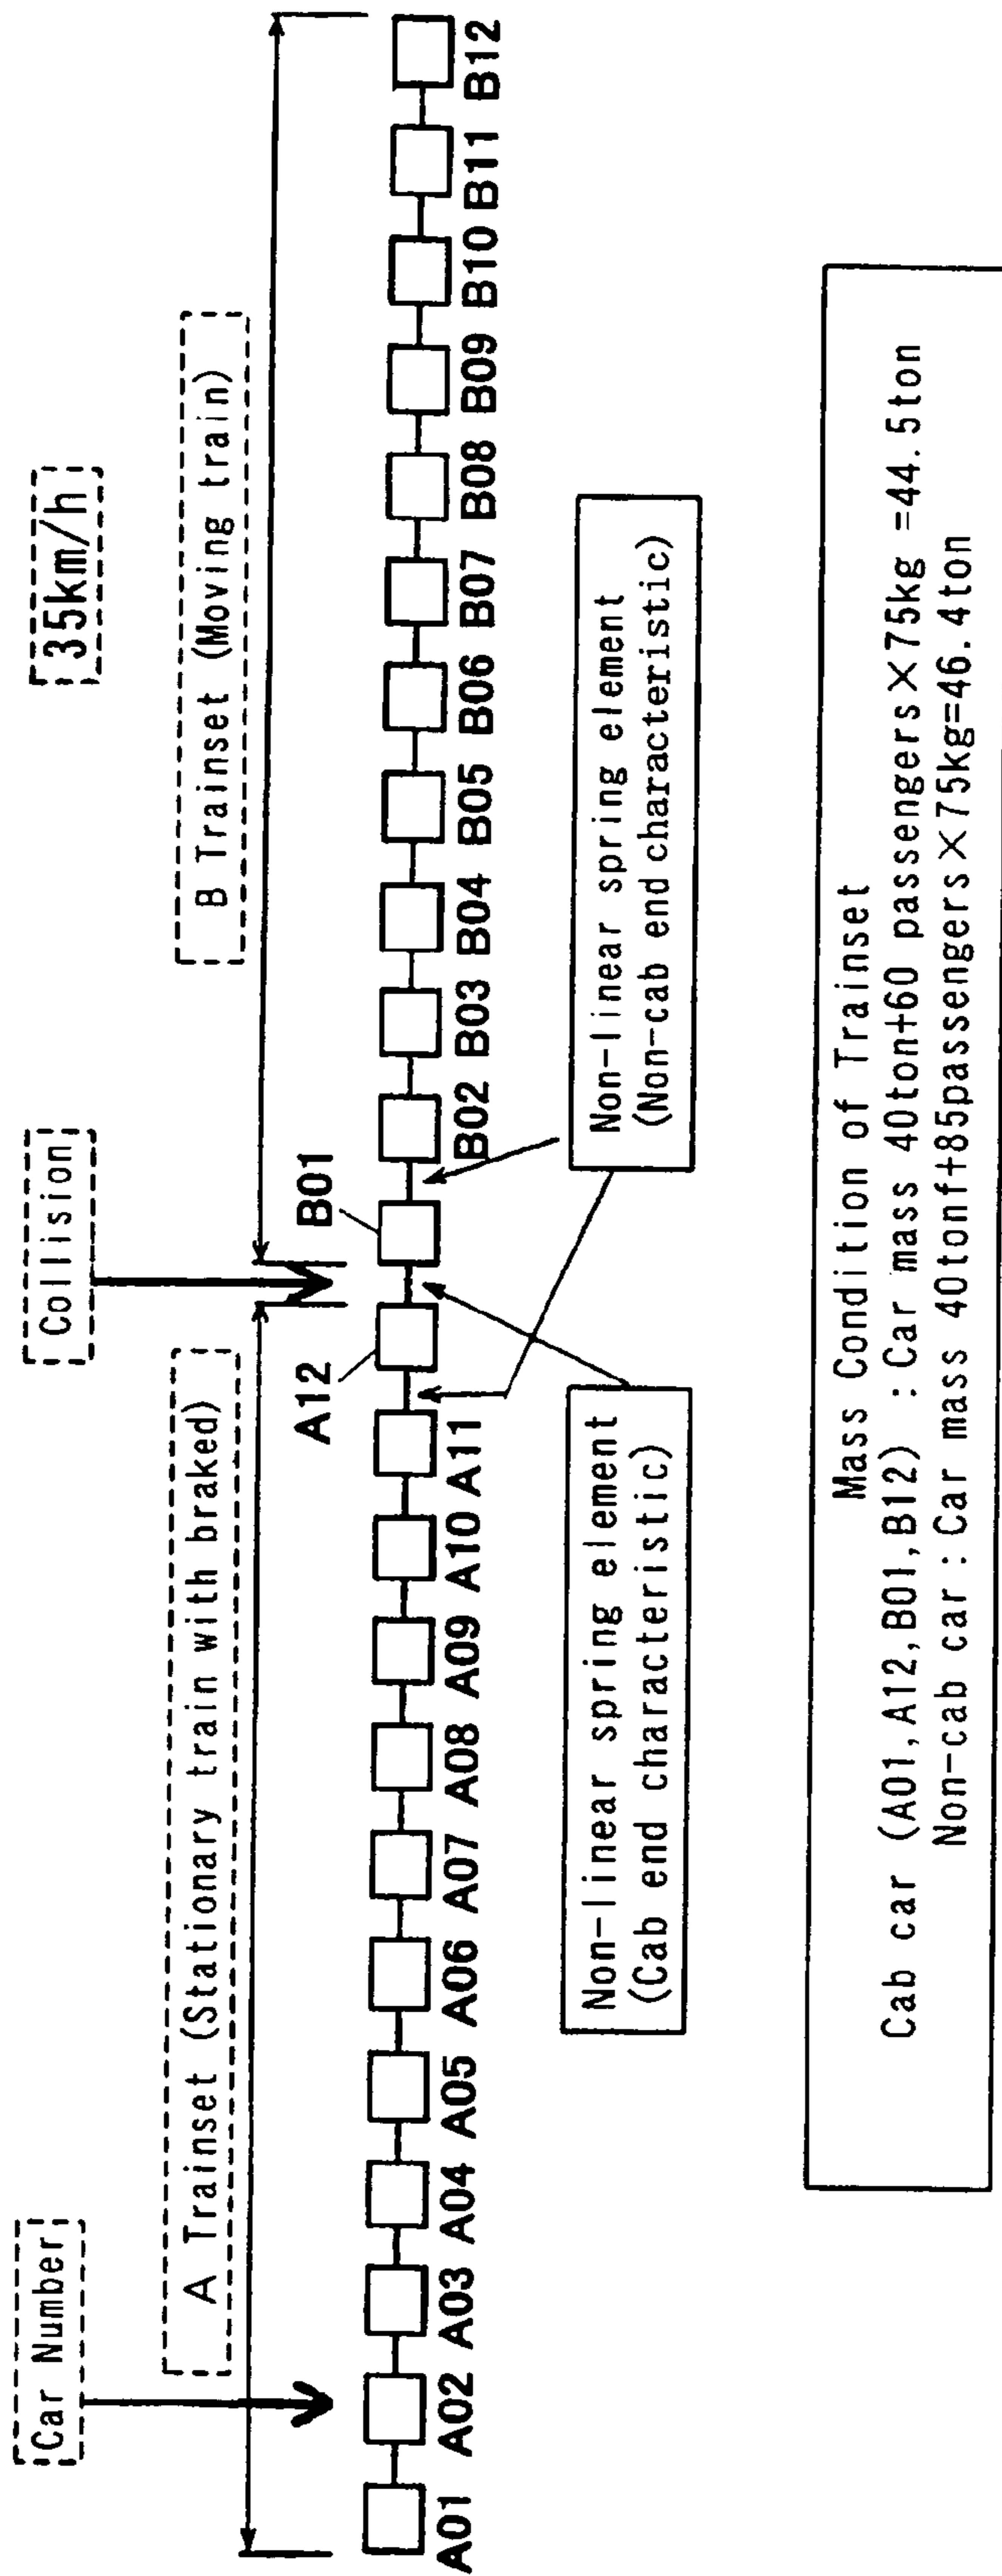 Car Number
Collision
35km/h
A Trainset (Stationary train with braked)
B Trainset (Moving train)
A12
B01
A01 A02 A03 A04 A05 A06 A07 A08 A09 A10 A11
B02 B03 B04 B05 B06 B07 B08 B09 B10 B11 B12
Non-linear spring element
(Cab end characteristic)
Non-linear spring element
(Non-cab end characteristic)
Mass Condition of Trainset
Cab car (A01,A12,B01,B12) : Car mass 40ton+60 passengers×75kg =44.5ton
Non-cab car : Car mass 40tonf+85passengers×75kg=46.4ton